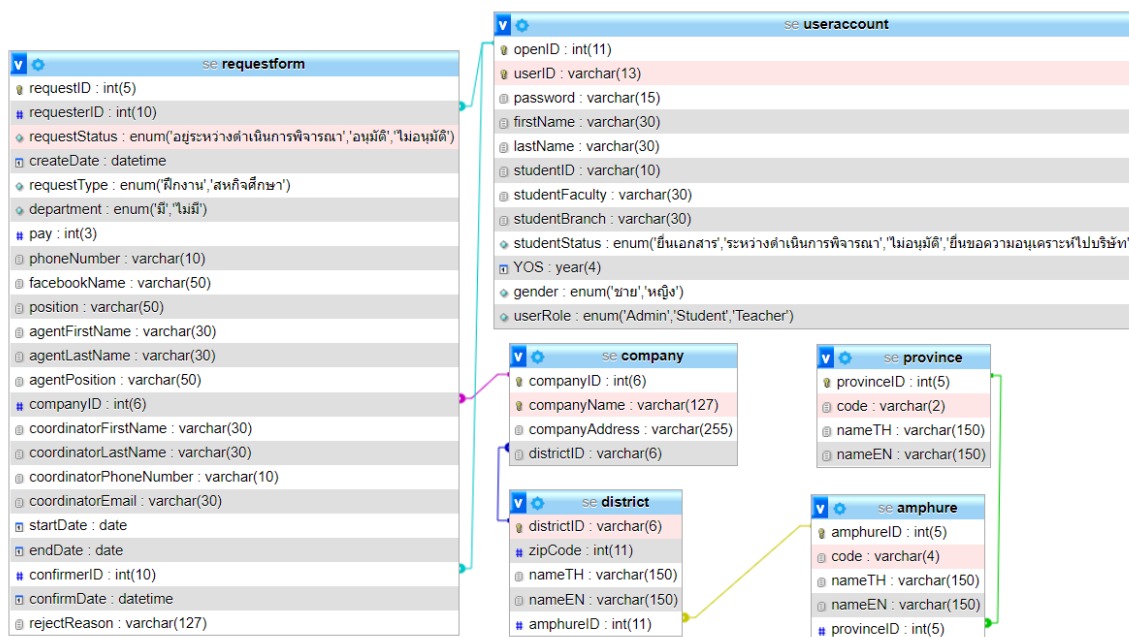 v se requestform
requestID : int(5)
# requesterID : int(10)
requestStatus : enum('อยู่ระหว่างดำเนินการพิจารณา','อนุมัติ','ไม่อนุมัติ')
createDate : datetime
requestType : enum('ฝึกงาน','สหกิจศึกษา')
department : enum('มี','ไม่มี')
# pay : int(3)
phoneNumber : varchar(10)
facebookName : varchar(50)
position : varchar(50)
agentFirstName : varchar(30)
agentLastName : varchar(30)
agentPosition : varchar(50)
# companyID : int(6)
coordinatorFirstName : varchar(30)
coordinatorLastName : varchar(30)
coordinatorPhoneNumber : varchar(10)
coordinatorEmail : varchar(30)
startDate : date
endDate : date
# confirmerID : int(10)
confirmDate : datetime
rejectReason : varchar(127)
v se useraccount
openID : int(11)
userID : varchar(13)
password : varchar(15)
firstName : varchar(30)
lastName : varchar(30)
studentID : varchar(10)
studentFaculty : varchar(30)
studentBranch : varchar(30)
studentStatus : enum('ยื่นเอกสาร','ระหว่างดำเนินการพิจารณา','ไม่อนุมัติ','ยื่นขอความอนุเคราะห์ไปบริษัท'
YOS : year(4)
gender : enum('ชาย','หญิง')
userRole : enum('Admin','Student','Teacher')
v se company
companyID : int(6)
companyName : varchar(127)
companyAddress : varchar(255)
districtID : varchar(6)
v se province
provinceID : int(5)
code : varchar(2)
nameTH : varchar(150)
nameEN : varchar(150)
v se district
districtID : varchar(6)
# zipCode : int(11)
nameTH : varchar(150)
nameEN : varchar(150)
# amphureID : int(11)
v se amphure
amphureID : int(5)
code : varchar(4)
nameTH : varchar(150)
nameEN : varchar(150)
# provinceID : int(5)